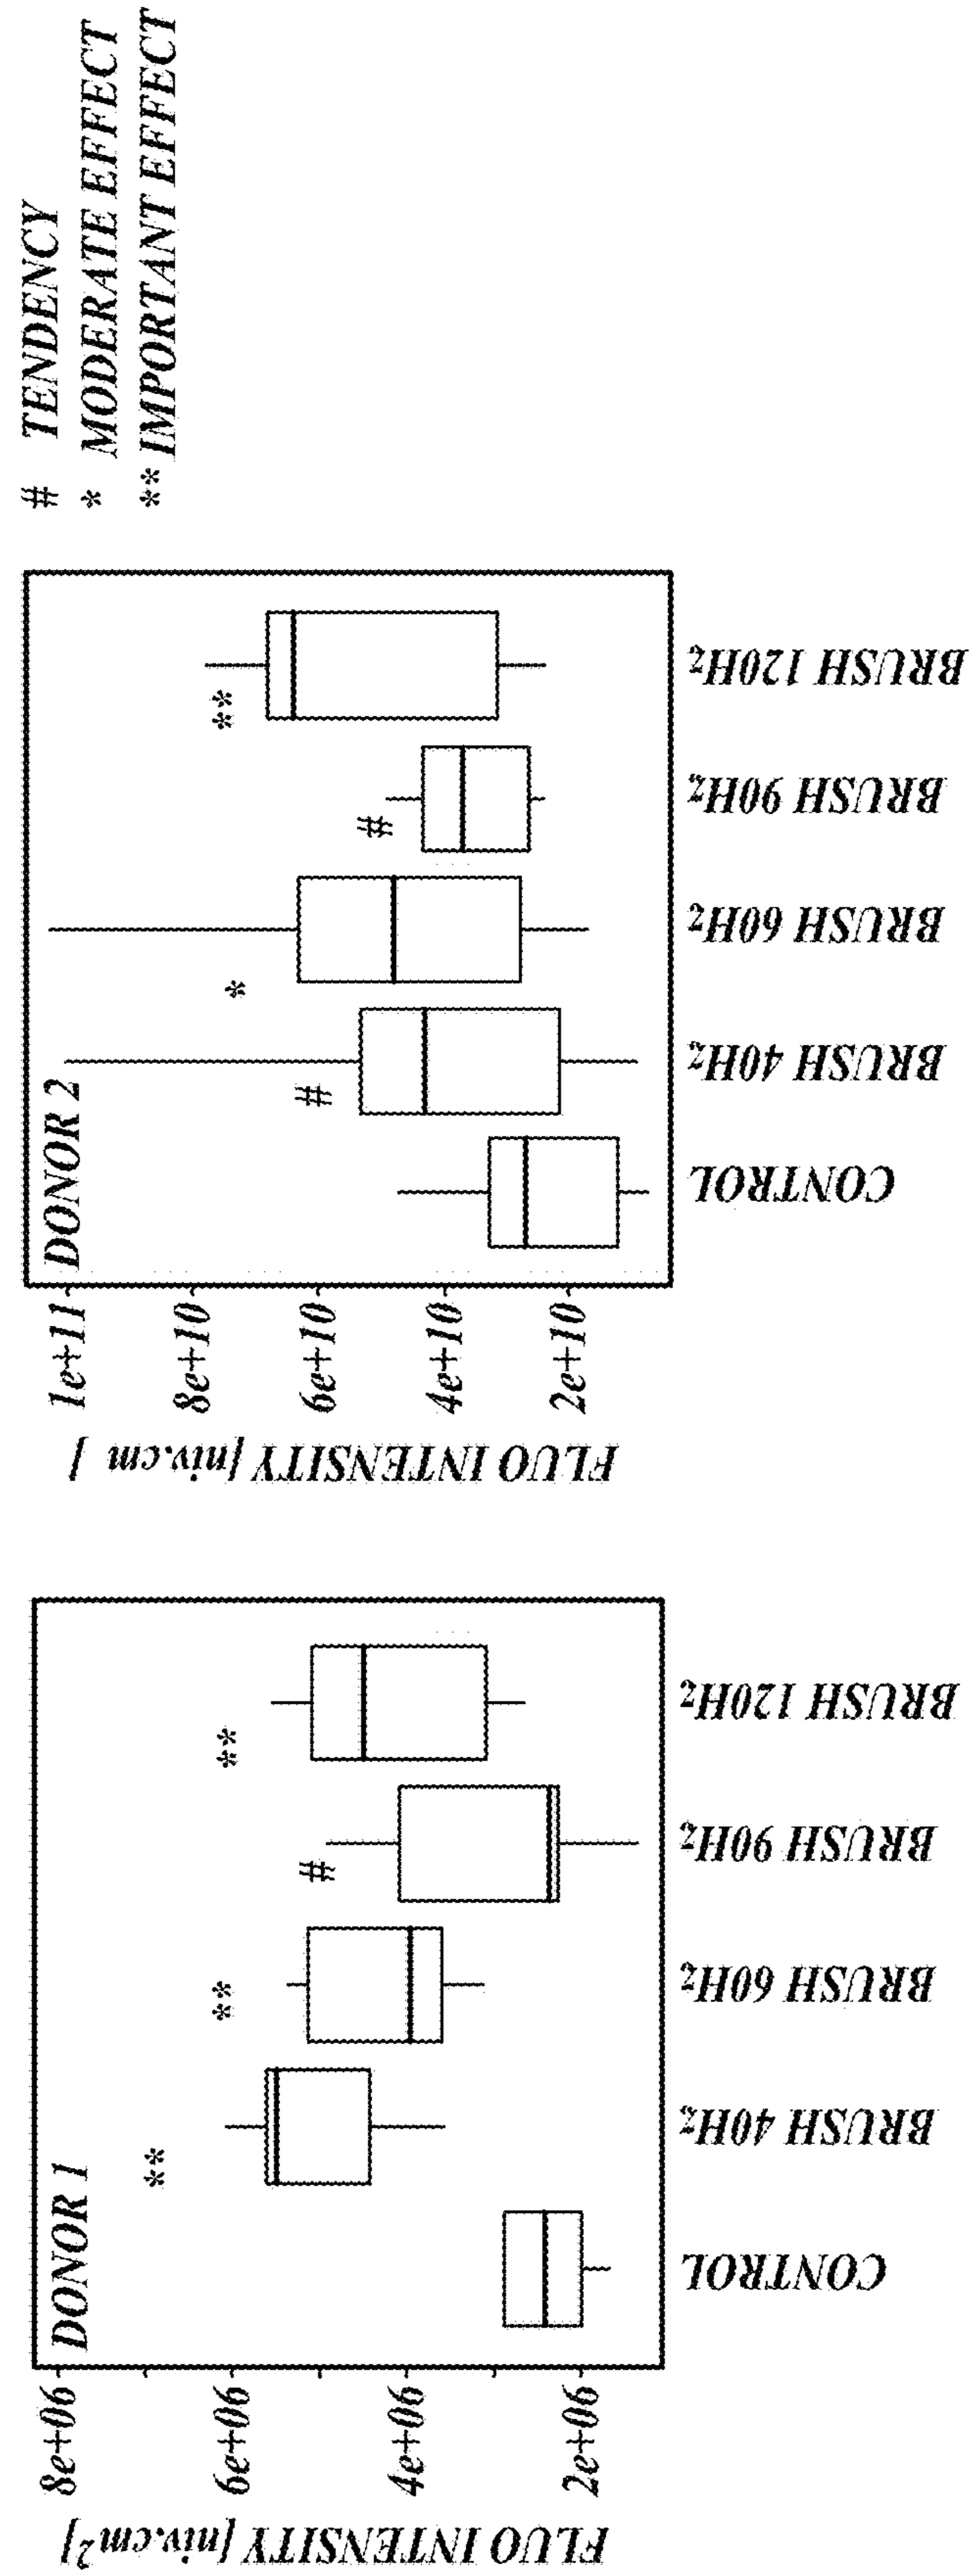 # TENDENCY
* MODERATE EFFECT
** IMPORTANT EFFECT
DONOR 1
FLUO INTENSITY [niv.cm²]
8e+06
6e+06
4e+06
2e+06
**
**
#
**
CONTROL
BRUSH 40Hz
BRUSH 60Hz
BRUSH 90Hz
BRUSH 120Hz
DONOR 2
FLUO INTENSITY [niv.cm ]
1e+11
8e+10
6e+10
4e+10
2e+10
#
*
#
**
CONTROL
BRUSH 40Hz
BRUSH 60Hz
BRUSH 90Hz
BRUSH 120Hz